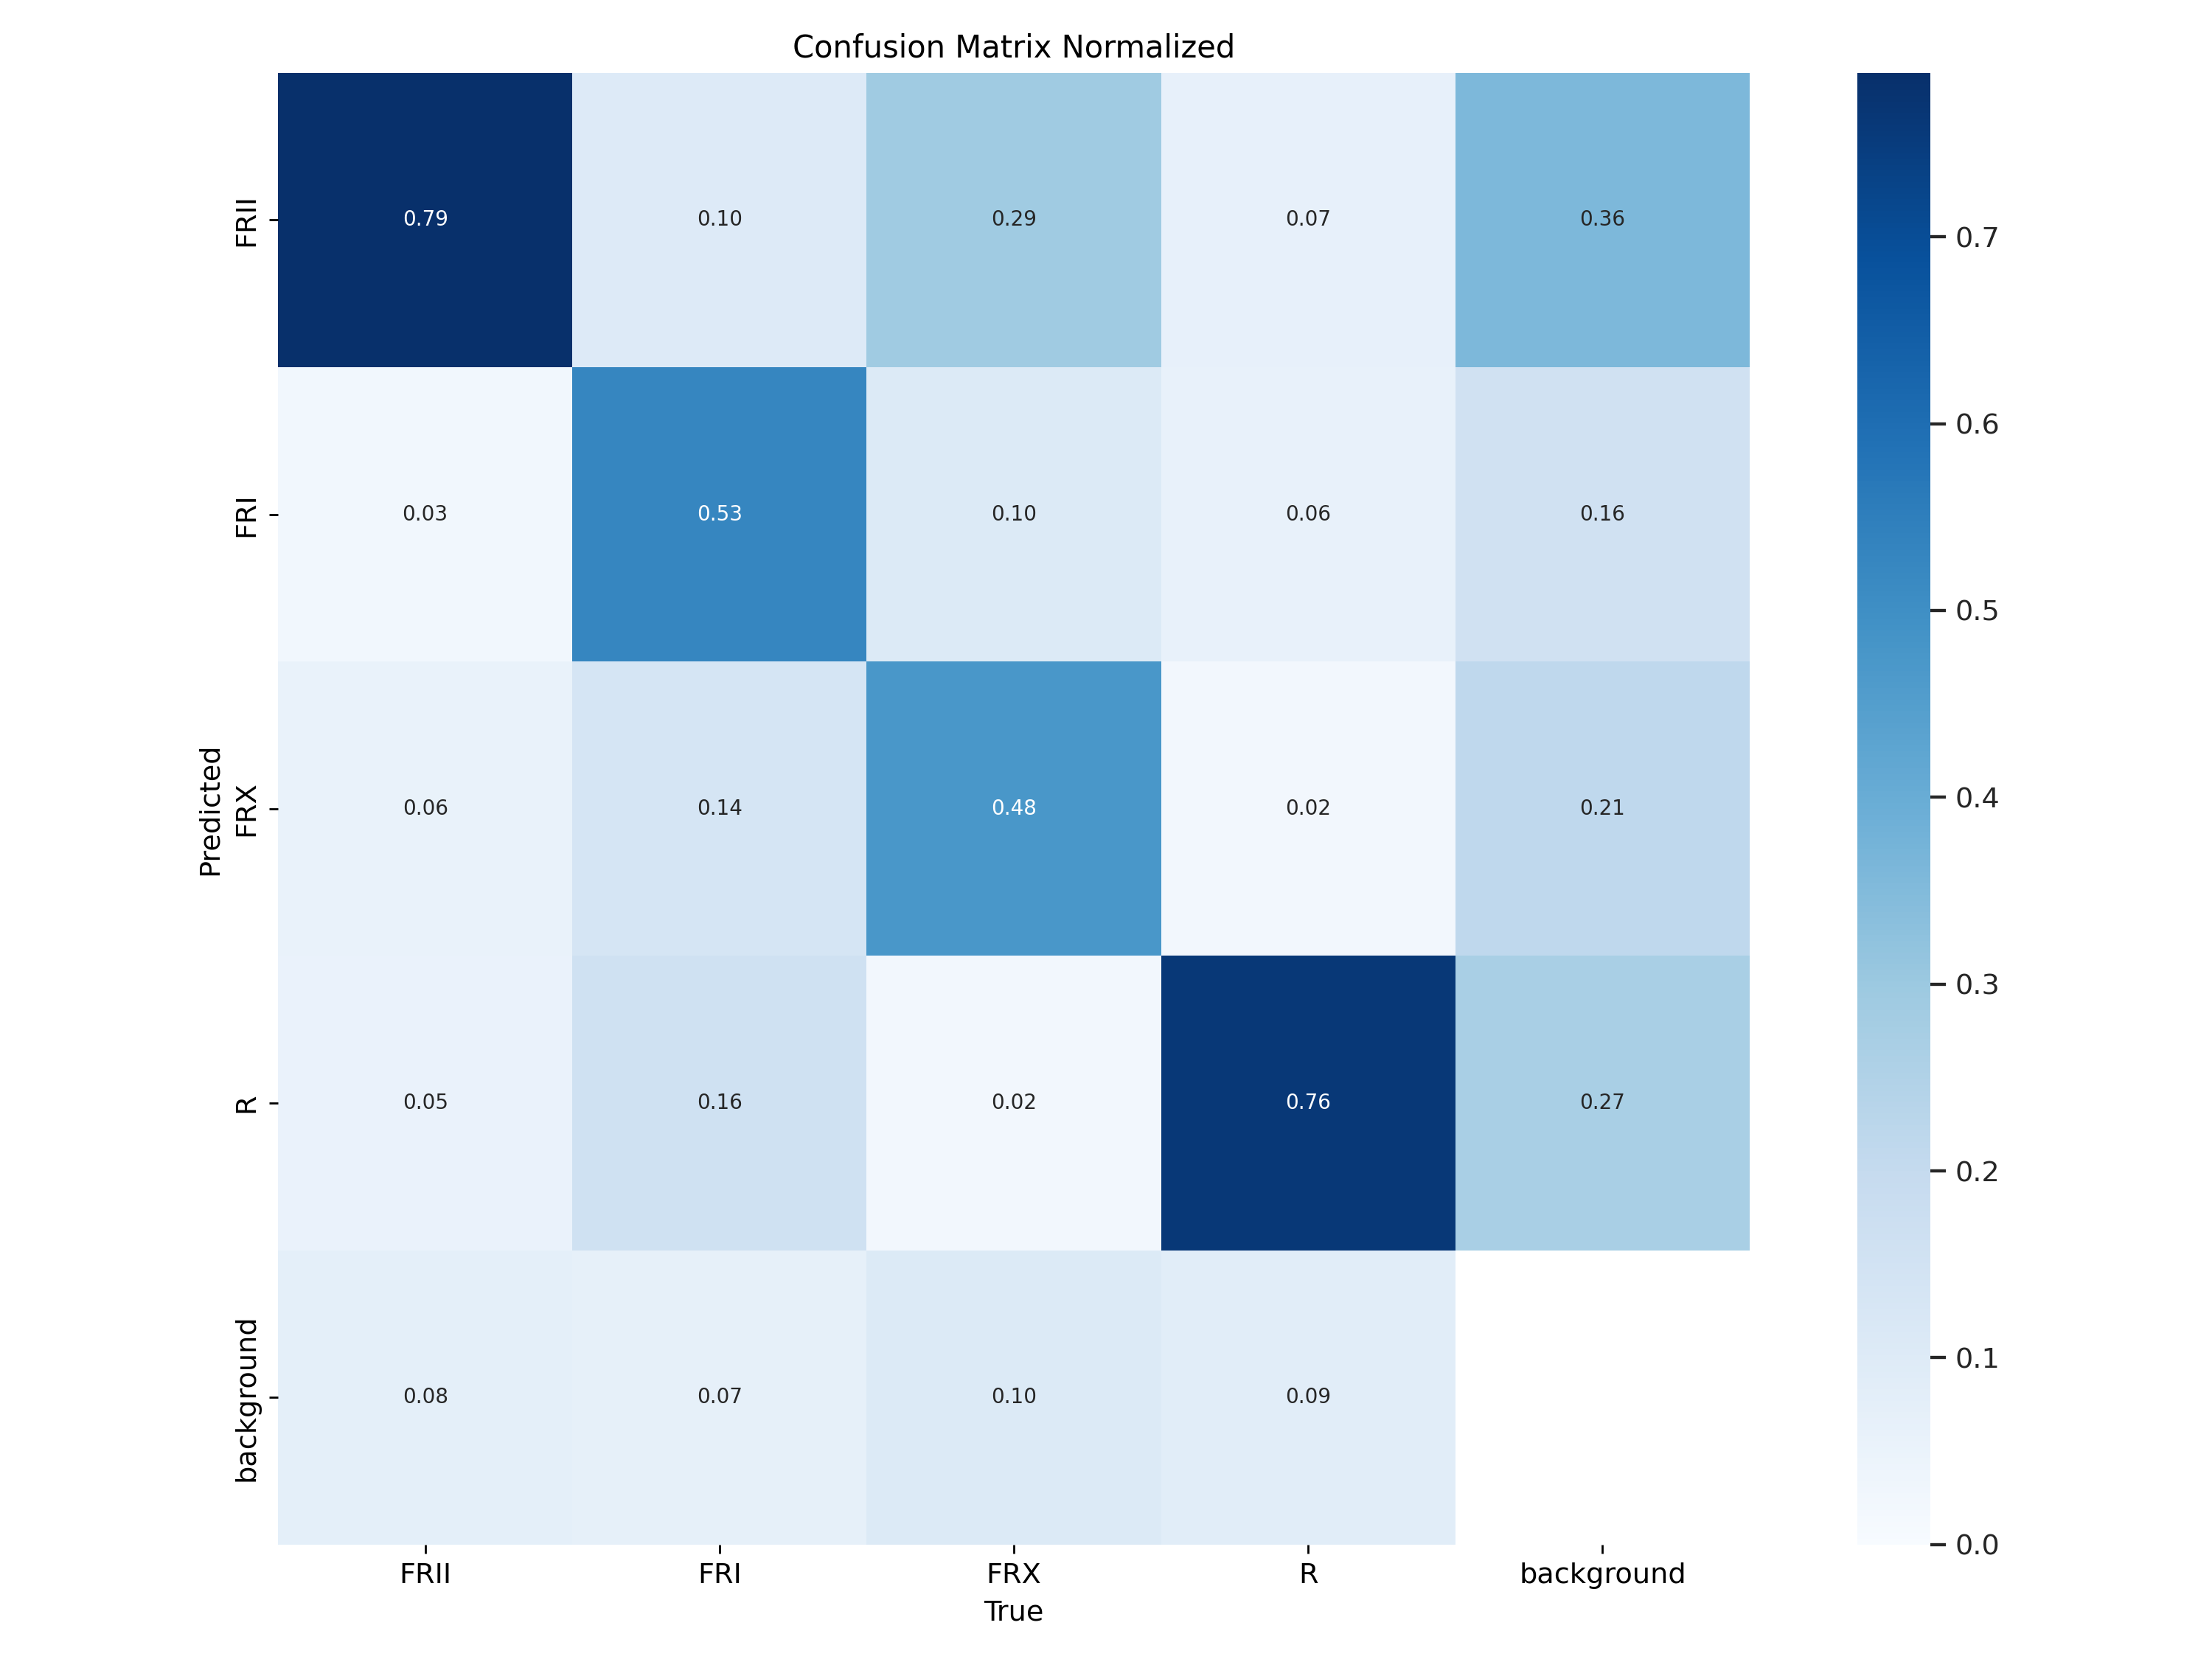 Confusion Matrix Normalized
FRII 0.79 0.10 0.29 0.07 0.36
FRI 0.03 0.53 0.10 0.06 0.16
FRX 0.06 0.14 0.48 0.02 0.21
R 0.05 0.16 0.02 0.76 0.27
background 0.08 0.07 0.10 0.09
Predicted
FRII FRI FRX R background
True
0.7
0.6
0.5
0.4
0.3
0.2
0.1
0.0